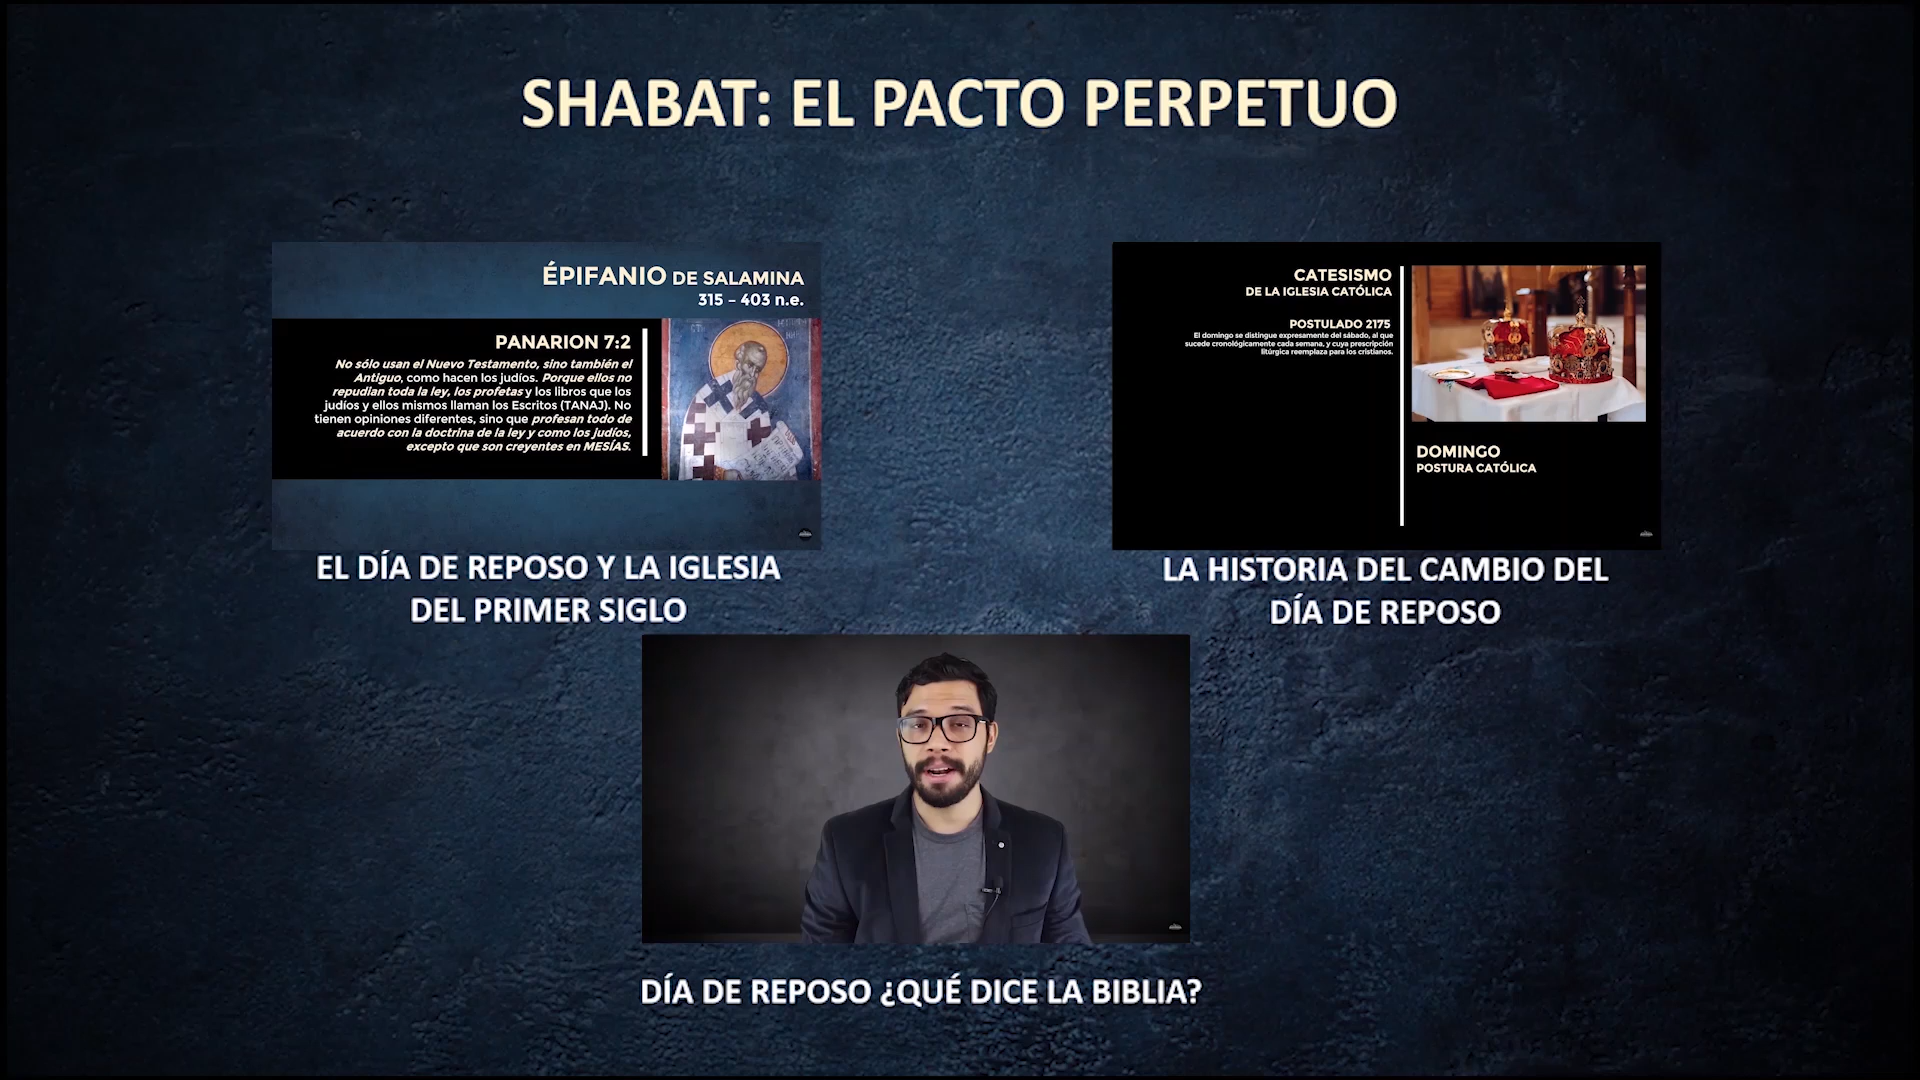 SHABAT: EL PACTO PERPETUO
ÉPIFANIO DE SALAMINA
315 – 403 n.e.
PANARION 7:2
No sólo usan el Nuevo Testamento, sino también el
Antiguo, como hacen los judíos. Porque ellos no
repudian toda la ley, los profetas y los libros que los
judíos y ellos mismos llaman los Escritos (TANAJ). No
tienen opiniones diferentes, sino que profesan todo de
acuerdo con la doctrina de la ley y como los judíos,
excepto que son creyentes en MESÍAS.
EL DÍA DE REPOSO Y LA IGLESIA
DEL PRIMER SIGLO
CATESISMO
DE LA IGLESIA CATÓLICA
POSTULADO 2175
El domingo se distingue expresamente del sábado, al que
sucede cronológicamente cada semana, y cuya prescripción
litúrgica reemplaza para los cristianos.
DOMINGO
POSTURA CATÓLICA
LA HISTORIA DEL CAMBIO DEL
DÍA DE REPOSO
DÍA DE REPOSO ¿QUÉ DICE LA BIBLIA?